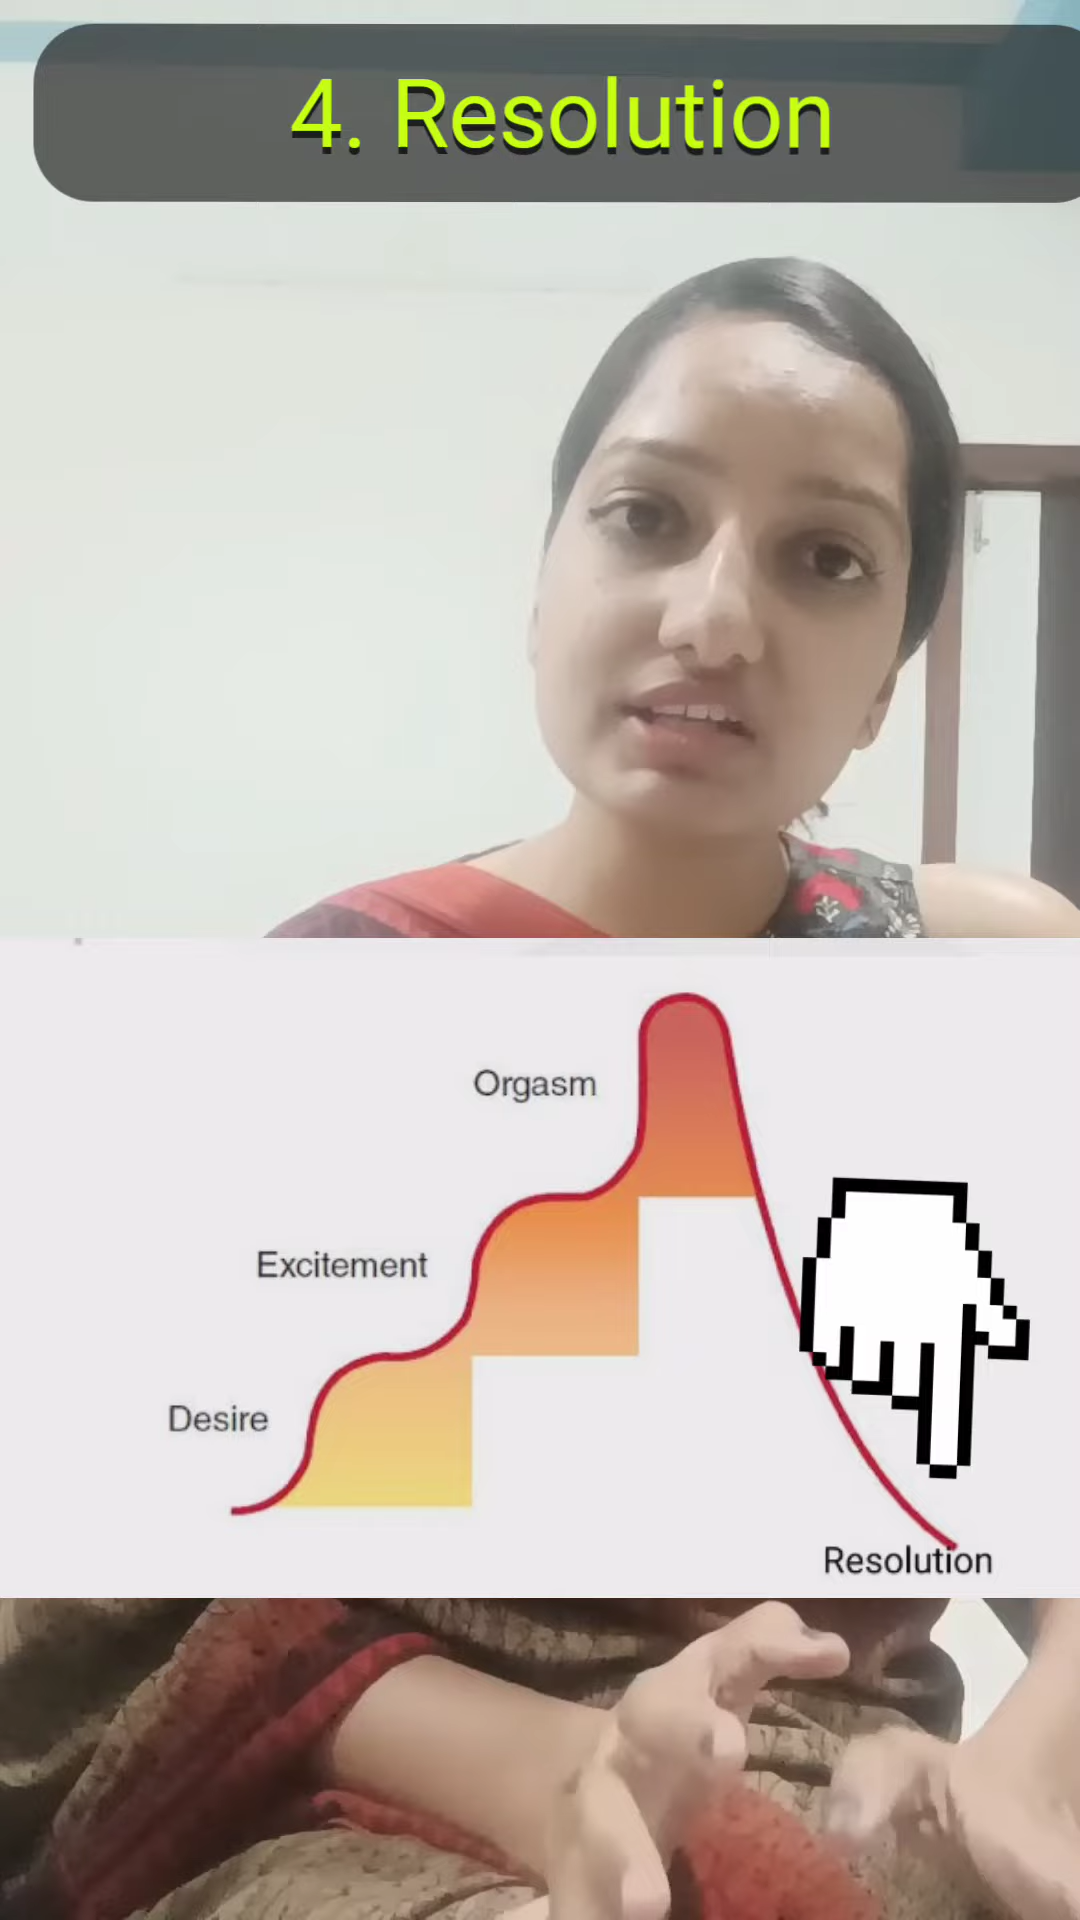 4. Resolution
Orgasm
Excitement
Desire
Resolution